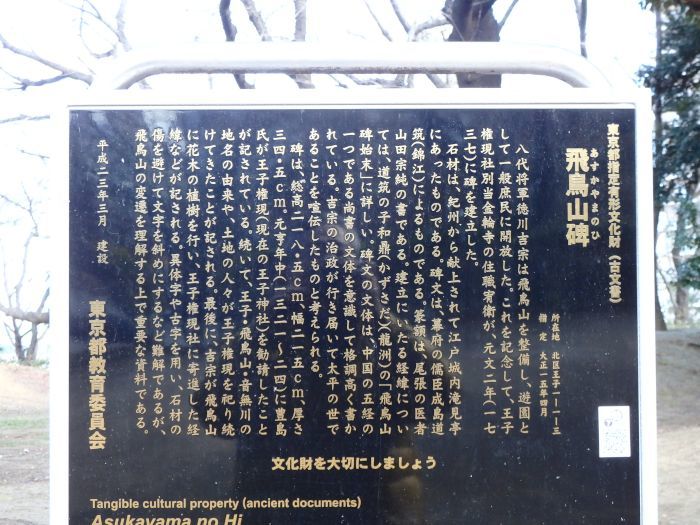 東京都指定有形文化財（古文書）
飛鳥山碑
あすかやまのひ
所在地 北区王子一ー一ー三
指 定 大正一五年四月
八代将軍徳川吉宗は飛鳥山を整備し、遊園と
して一般庶民に開放した。これを記念して、王子
権現社別当金輪寺の住職宥衛が、元文二年（一七
三七）に碑を建立した。
石材は、紀州から献上されて江戸城内滝見亭
にあったものである。碑文は、幕府の儒臣成島道
筑（錦江）によるものである。篆額は、尾張の医者
山田宗純の書である。建立にいたる経緯につい
ては、道筑の子和鼎（かずさだ）（龍洲）の「飛鳥山
碑始末」に詳しい。碑文の文体は、中国の五経の
一つである尚書の文体を意識して格調高く書か
れている。吉宗の治政が行き届いて太平の世で
あることを宣伝したものと考えられる。
碑は、総高二一八・五ｃｍ、幅二一・五ｃｍ、厚さ
三四・五ｃｍ。元亨年中（一三二一～二四）に豊島
氏が王子権現（現在の王子神社）を勧請したこと
が記されている。続いて、王子・飛鳥山・音無川の
地名の由来や、土地の人々が王子権現を祀り続
けてきたことが記される。最後に、吉宗が飛鳥山
に花木の植樹を行い、王子権現社に寄進した経
緯などが記される。異体字や古字を用い、石材の
傷を避けて文字を斜めにするなど難解であるが、
飛鳥山の変遷を理解する上で重要な資料である。
平成二三年三月 建設
東京都教育委員会
文化財を大切にしましょう
Tangible cultural property (ancient documents)
Asukayama no Hi